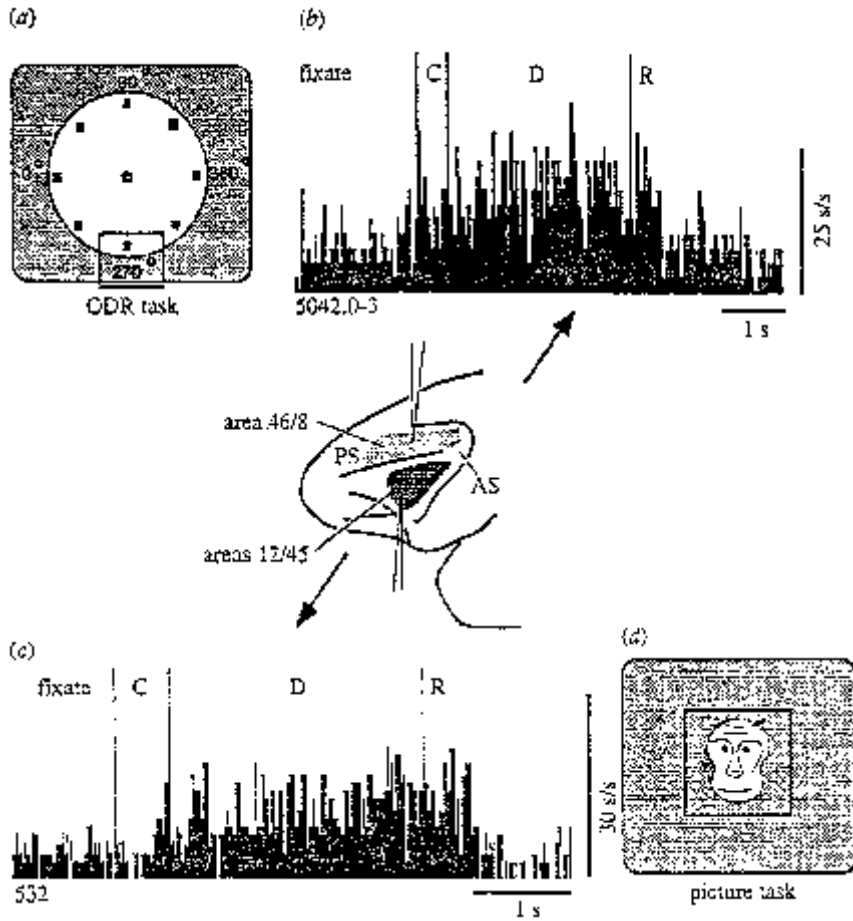 (a)
90
0°
270°
ODR task
(b)
fixate C D R
25 s/s
5042.0-3
1 s
area 46/8
PS
AS
areas 12/45
(c)
fixate C D R
30 s/s
532
1 s
(d)
picture task